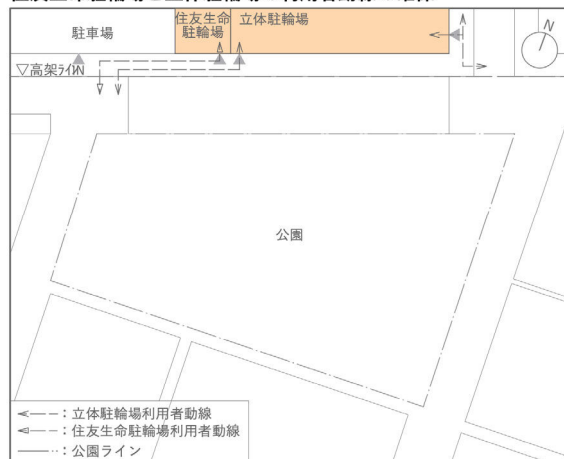 駐車場
住友生命
駐輪場
立体駐輪場
N
▽高架ライン
公園
：立体駐輪場利用者動線
：住友生命駐輪場利用者動線
：公園ライン